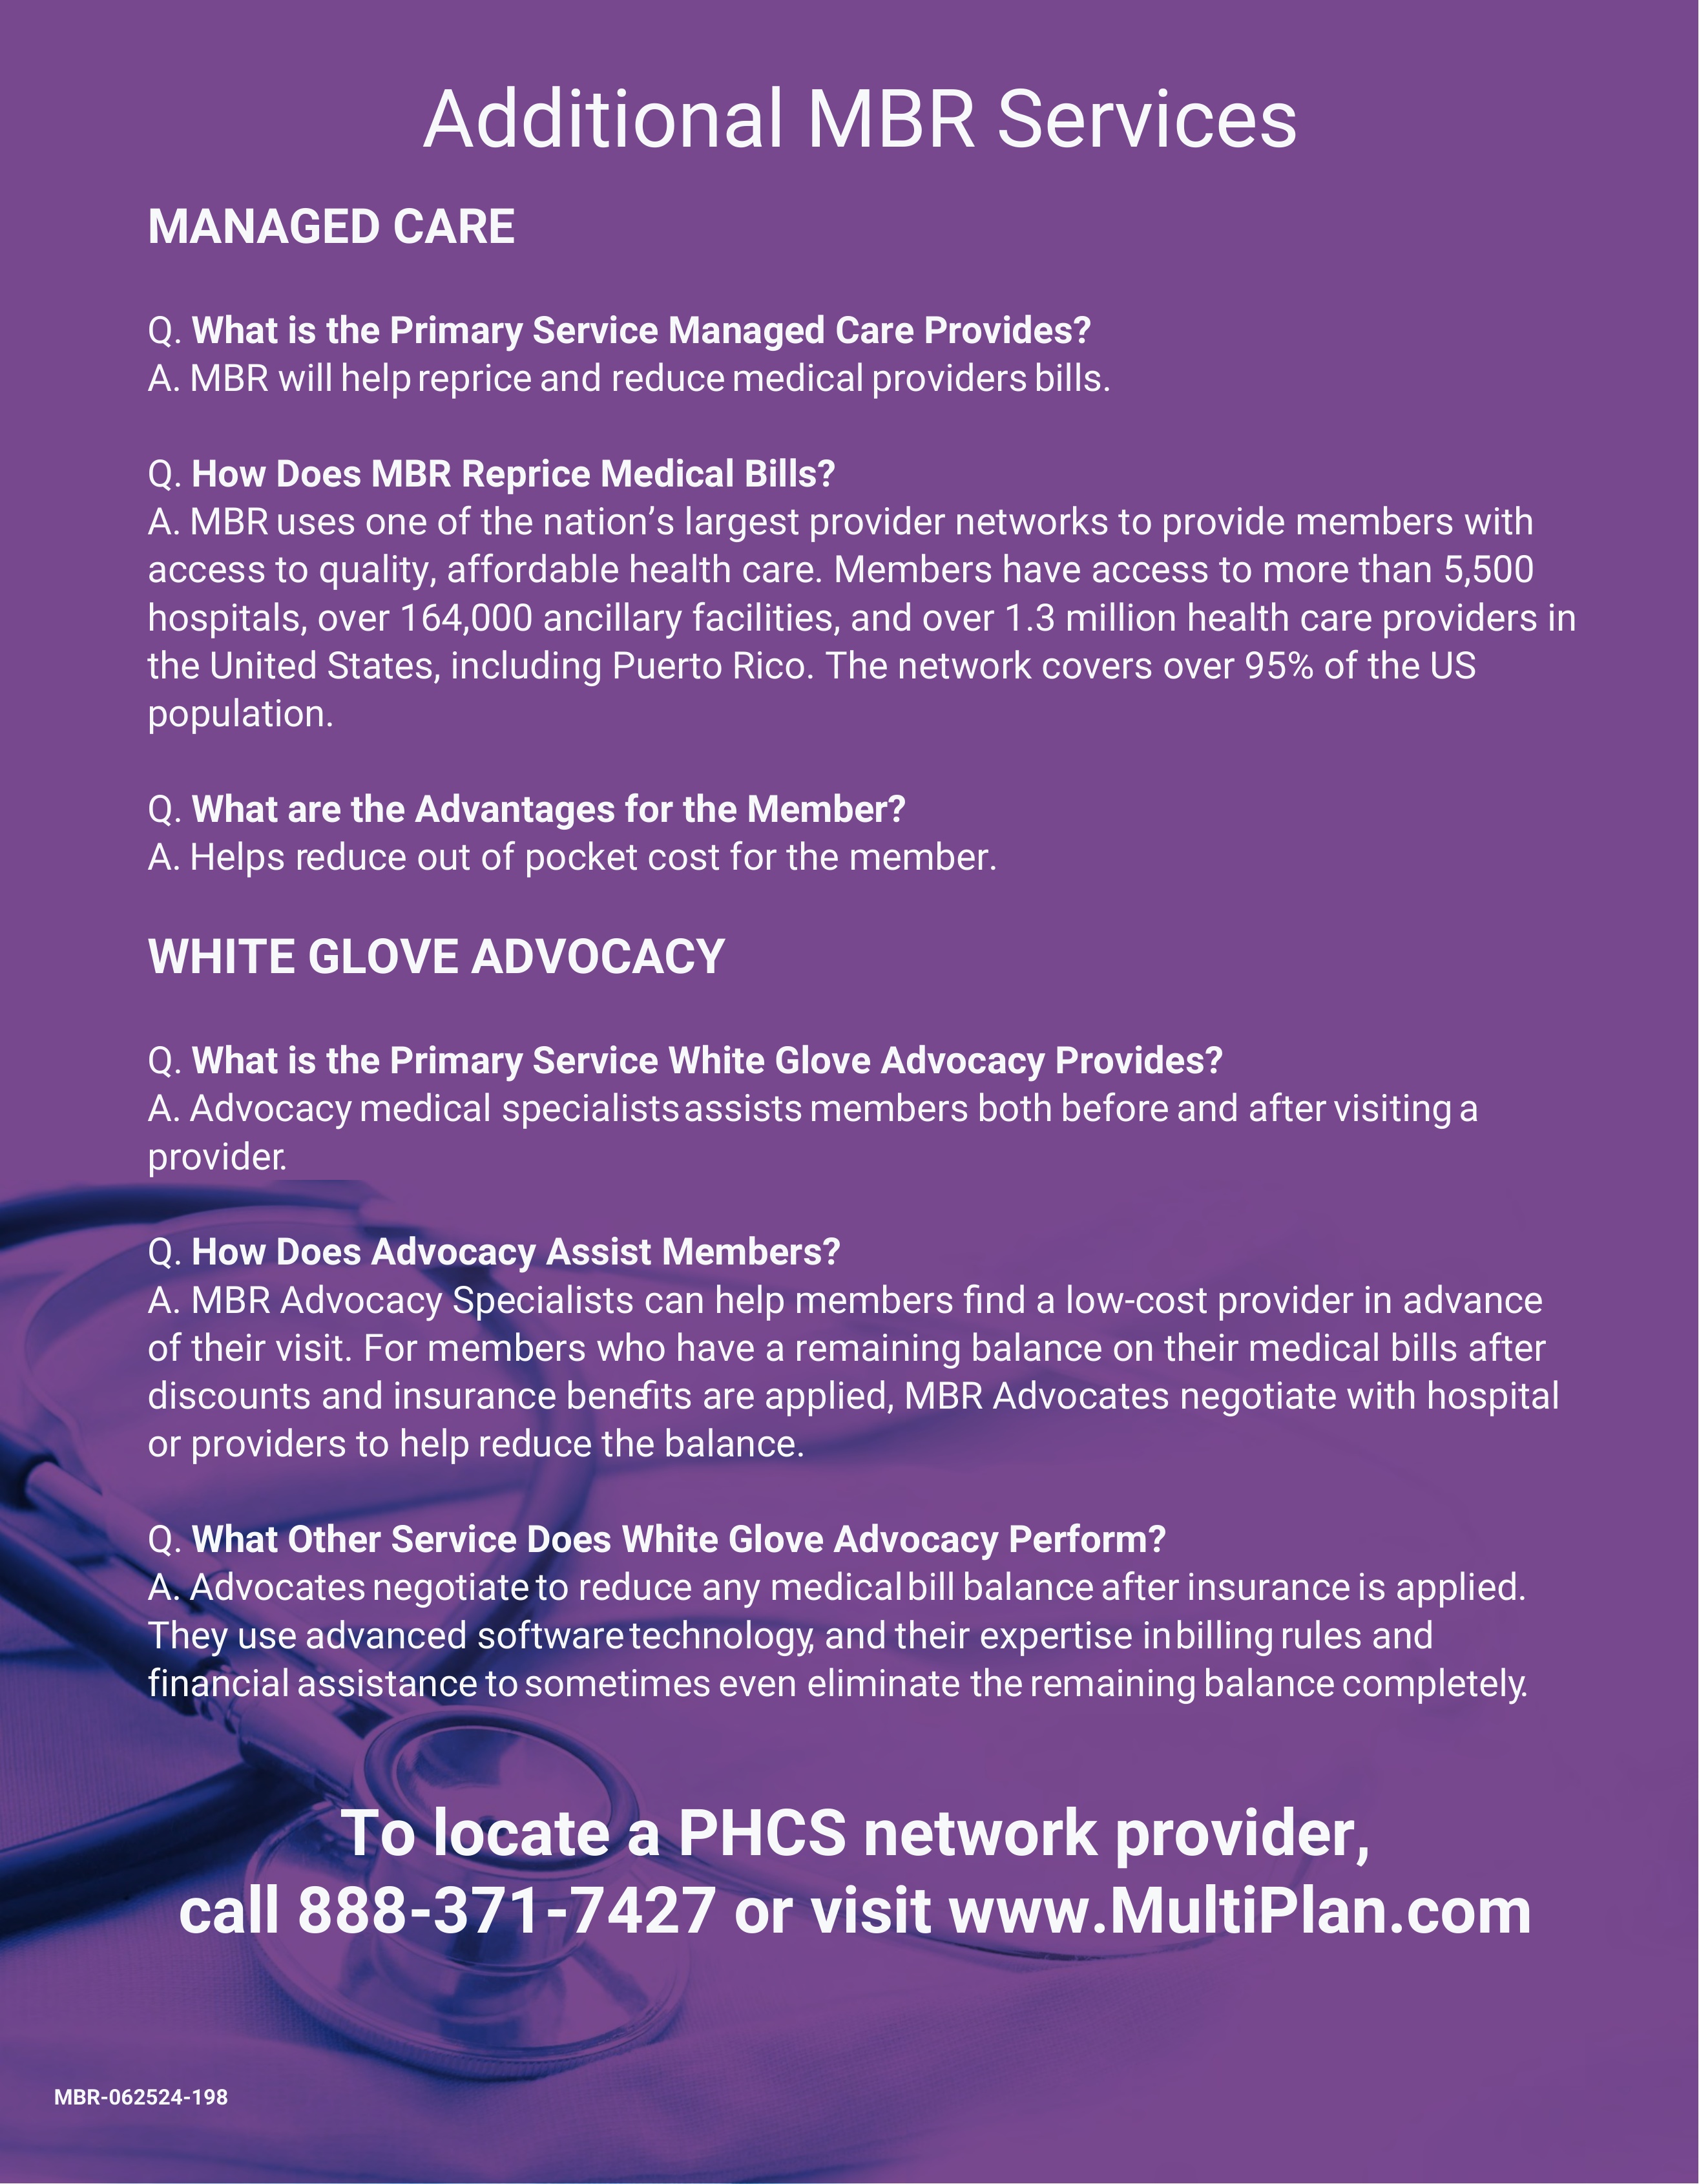 Additional MBR Services
MANAGED CARE
Q. What is the Primary Service Managed Care Provides?
A. MBR will help reprice and reduce medical providers bills.
Q. How Does MBR Reprice Medical Bills?
A. MBR uses one of the nation’s largest provider networks to provide members with
access to quality, affordable health care. Members have access to more than 5,500
hospitals, over 164,000 ancillary facilities, and over 1.3 million health care providers in
the United States, including Puerto Rico. The network covers over 95% of the US
population.
Q. What are the Advantages for the Member?
A. Helps reduce out of pocket cost for the member.
WHITE GLOVE ADVOCACY
Q. What is the Primary Service White Glove Advocacy Provides?
A. Advocacy medical specialists assists members both before and after visiting a
provider.
Q. How Does Advocacy Assist Members?
A. MBR Advocacy Specialists can help members find a low-cost provider in advance
of their visit. For members who have a remaining balance on their medical bills after
discounts and insurance benefits are applied, MBR Advocates negotiate with hospital
or providers to help reduce the balance.
Q. What Other Service Does White Glove Advocacy Perform?
A. Advocates negotiate to reduce any medical bill balance after insurance is applied.
They use advanced software technology, and their expertise in billing rules and
financial assistance to sometimes even eliminate the remaining balance completely.
To locate a PHCS network provider,
call 888-371-7427 or visit www.MultiPlan.com
MBR-062524-198